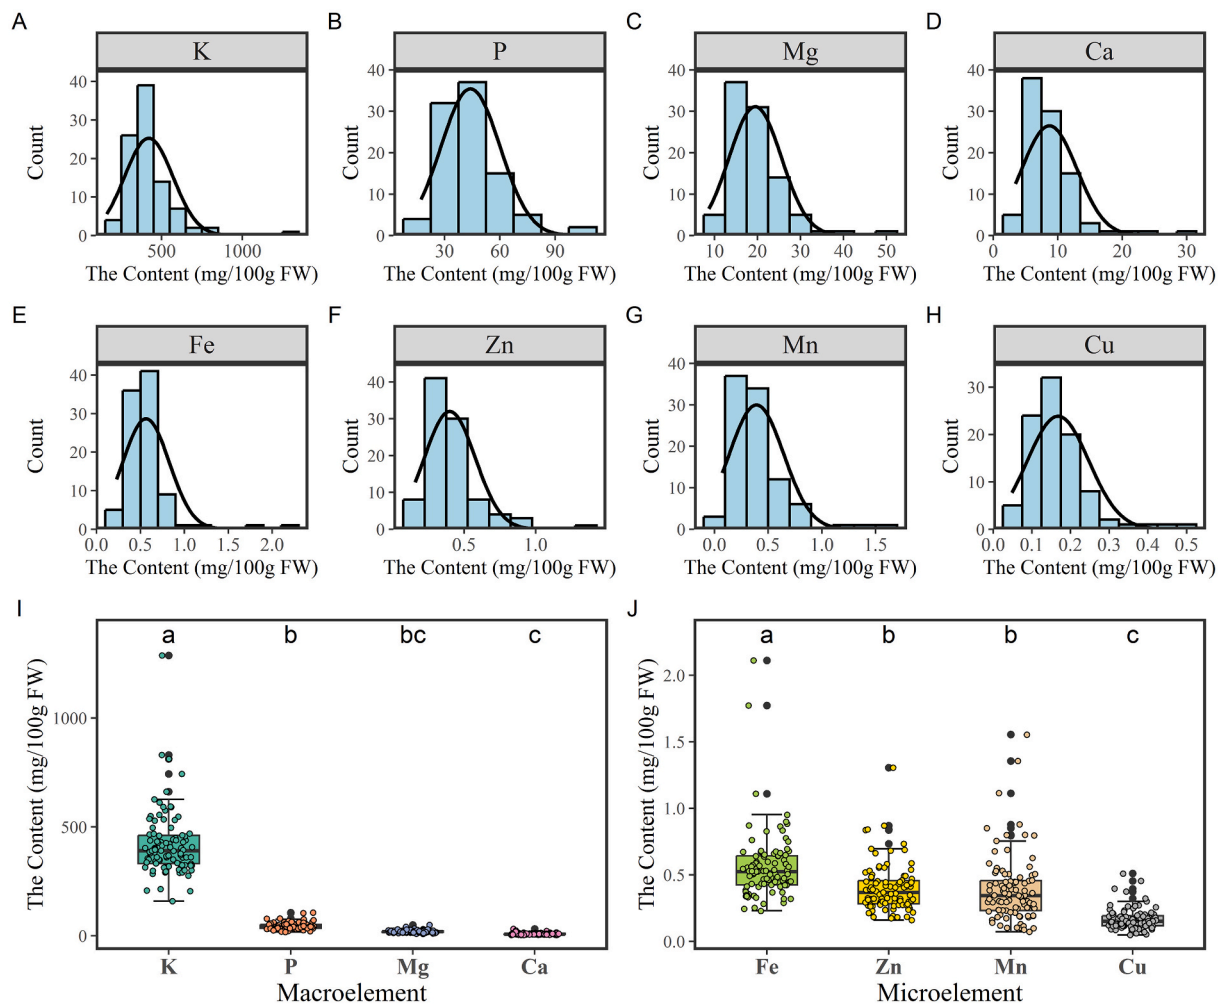 A
B
C
D
K
P
Mg
Ca
Count
0
10
20
30
40
500
1000
The Content (mg/100g FW)
Count
0
10
20
30
40
30
60
90
The Content (mg/100g FW)
Count
0
10
20
30
40
10
20
30
40
50
The Content (mg/100g FW)
Count
0
10
20
30
40
0
10
20
30
The Content (mg/100g FW)
E
F
G
H
Fe
Zn
Mn
Cu
Count
0
10
20
30
40
0.0
0.5
1.0
1.5
2.0
The Content (mg/100g FW)
Count
0
10
20
30
40
0.5
1.0
The Content (mg/100g FW)
Count
0
10
20
30
40
0.0
0.5
1.0
1.5
The Content (mg/100g FW)
Count
0
10
20
30
0.0
0.1
0.2
0.3
0.4
0.5
The Content (mg/100g FW)
I
The Content (mg/100g FW)
1000
500
0
a
b
bc
c
K
P
Mg
Ca
Macroelement
J
The Content (mg/100g FW)
2.0
1.5
1.0
0.5
0.0
a
b
b
c
Fe
Zn
Mn
Cu
Microelement